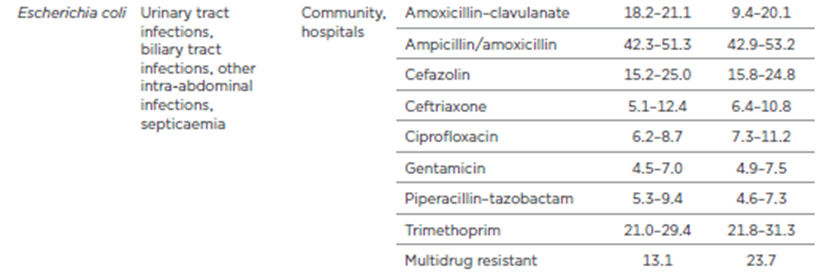 Escherichia coli Urinary tract Community, Amoxicillin–clavulanate 18.2–21.1 9.4–20.1
infections, hospitals
biliary tract Ampicillin/amoxicillin 42.3–51.3 42.9–53.2
infections, other Cefazolin 15.2–25.0 15.8–24.8
intra-abdominal
infections, Ceftriaxone 5.1–12.4 6.4–10.8
septicaemia
Ciprofloxacin 6.2–8.7 7.3–11.2
Gentamicin 4.5–7.0 4.9–7.5
Piperacillin–tazobactam 5.3–9.4 4.6–7.3
Trimethoprim 21.0–29.4 21.8–31.3
Multidrug resistant 13.1 23.7